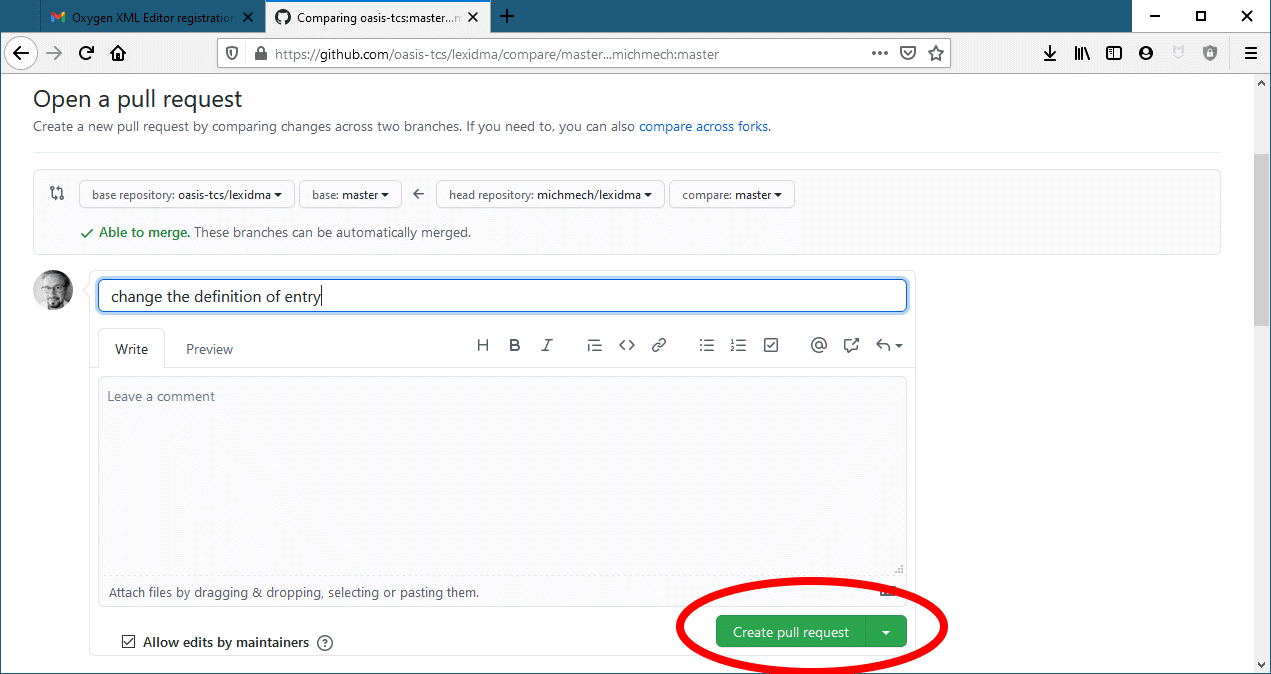 Oxygen XML Editor registration
Comparing oasis-tcs:master...m
https://github.com/oasis-tcs/lexidma/compare/master...michmech:master
Open a pull request
Create a new pull request by comparing changes across two branches. If you need to, you can also compare across forks.
base repository: oasis-tcs/lexidma base: master head repository: michmech/lexidma compare: master
Able to merge. These branches can be automatically merged.
change the definition of entry
Write Preview H B I @
Leave a comment
Attach files by dragging & dropping, selecting or pasting them.
Allow edits by maintainers ?
Create pull request